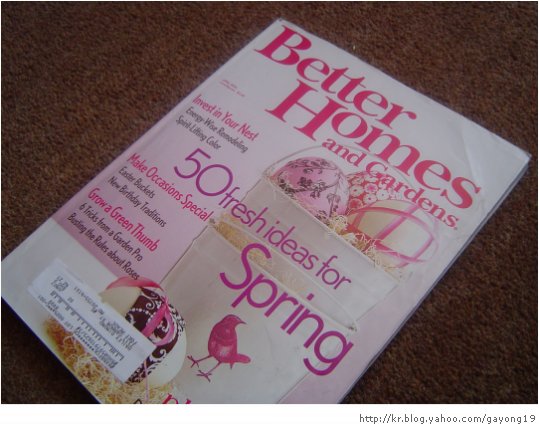 Better
Homes
and Gardens.
Invest in Your Nest
Energy-Wise Remodeling
Spirit-Lifting Color
50 fresh ideas for
Spring
Make Occasions Special
Easter Buckets
New Birthday Traditions
Grow a Green Thumb
6 Tricks from a Garden Pro
Busting the Rules about Roses
http://kr.blog.yahoo.com/gayong19